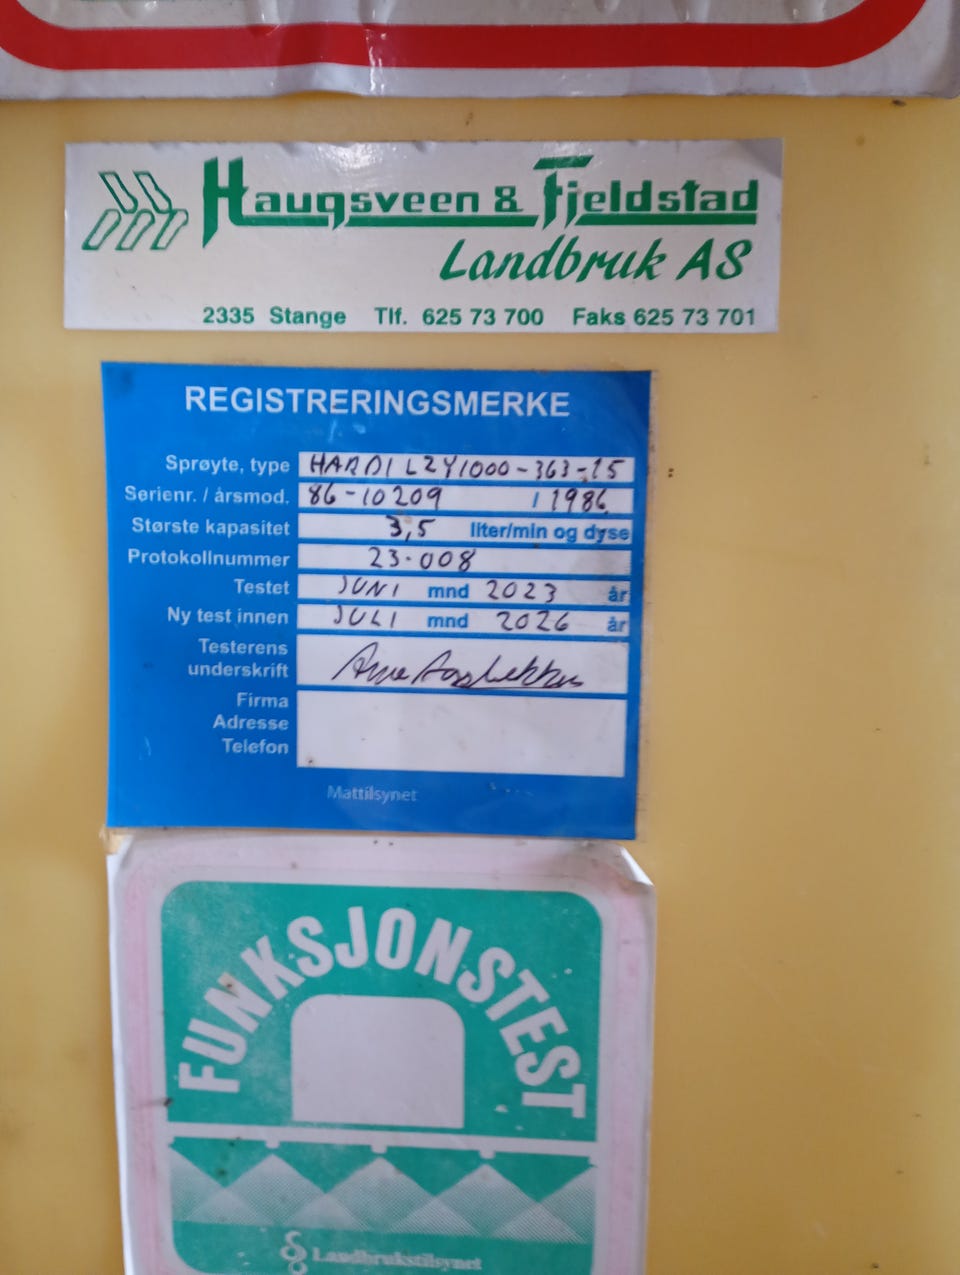 Haugsveen & Fjeldstad
Landbruk AS
2335 Stange Tlf. 625 73 700 Faks 625 73 701
REGISTRERINGSMERKE
Sprøyte, type HARDI LZY1000-363-15
Serienr. / årsmod. 86-10209 / 1986
Største kapasitet 3,5 liter/min og dyse
Protokollnummer 23-008
Testet JUNI mnd 2023 år
Ny test innen JULI mnd 2026 år
Testerens
underskrift
Firma
Adresse
Telefon
Mattilsynet
FUNKSJONSTEST
Landbrukstilsynet